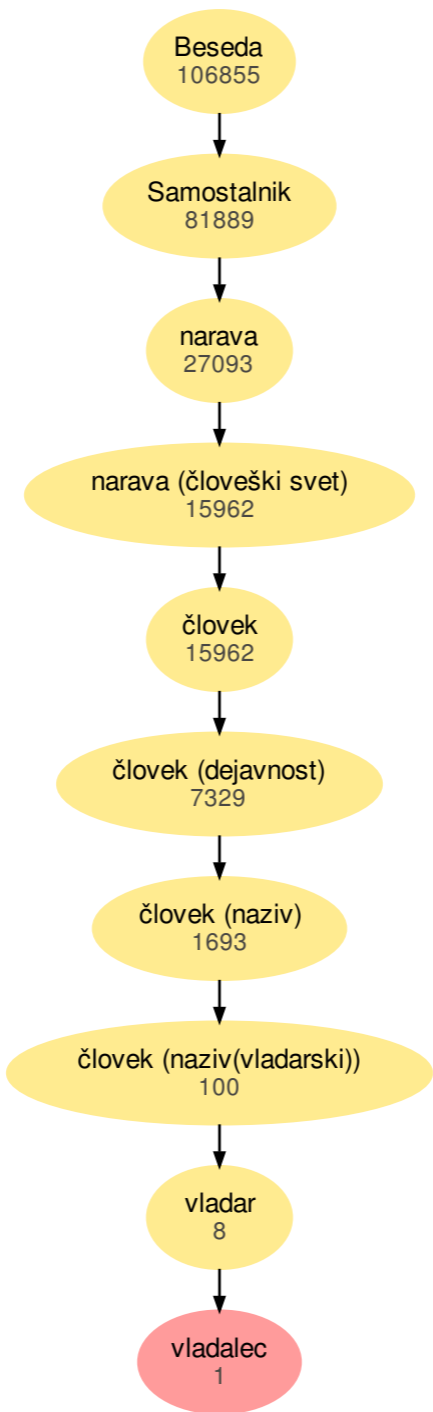 Beseda
106855
Samostalnik
81889
narava
27093
narava (človeški svet)
15962
človek
15962
človek (dejavnost)
7329
človek (naziv)
1693
človek (naziv(vladarski))
100
vladar
8
vladalec
1